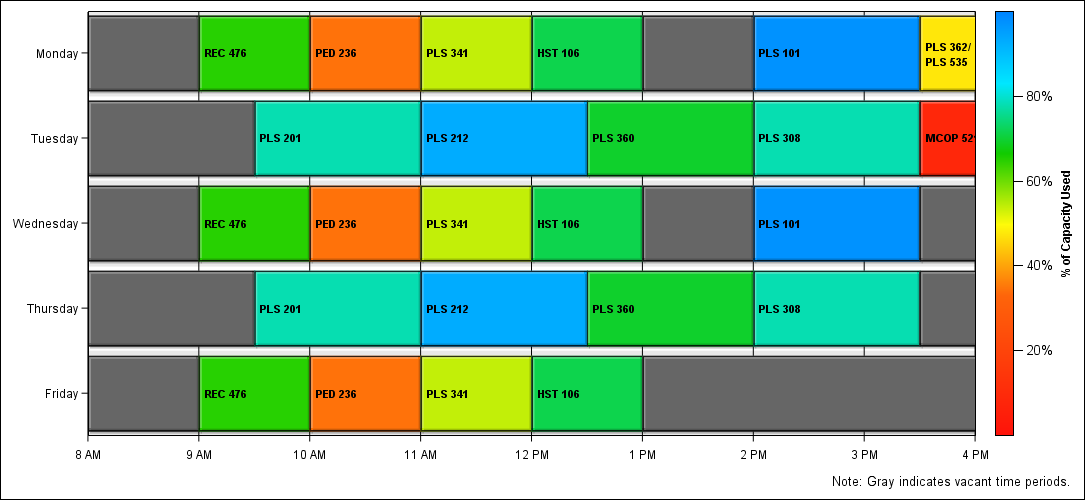 Monday
REC 476
PED 236
PLS 341
HST 106
PLS 101
PLS 362/
PLS 535
Tuesday
PLS 201
PLS 212
PLS 360
PLS 308
MCOP 52
Wednesday
REC 476
PED 236
PLS 341
HST 106
PLS 101
Thursday
PLS 201
PLS 212
PLS 360
PLS 308
Friday
REC 476
PED 236
PLS 341
HST 106
8 AM
9 AM
10 AM
11 AM
12 PM
1 PM
2 PM
3 PM
4 PM
80%
60%
40%
20%
% of Capacity Used
Note: Gray indicates vacant time periods.